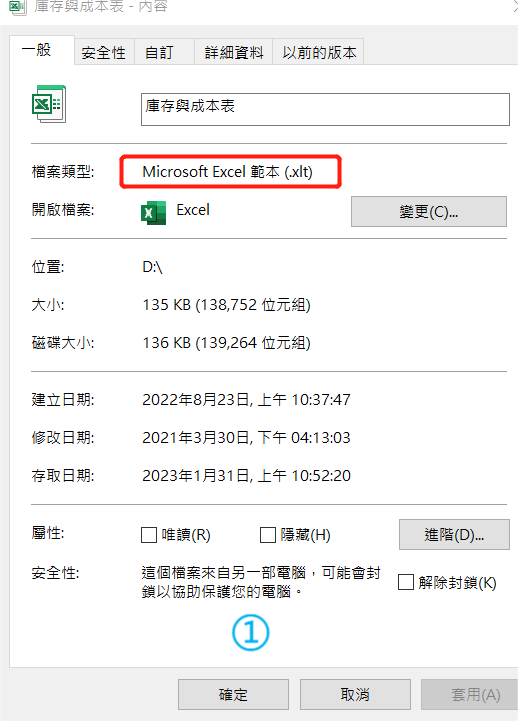 庫存與成本表 - 內容
一般 安全性 自訂 詳細資料 以前的版本
庫存與成本表
檔案類型: Microsoft Excel 範本 (.xlt)
開啟檔案: Excel 變更(C)...
位置: D:\
大小: 135 KB (138,752 位元組)
磁碟大小: 136 KB (139,264 位元組)
建立日期: 2022年8月23日, 上午 10:37:47
修改日期: 2021年3月30日, 下午 04:13:03
存取日期: 2023年1月31日, 上午 10:52:20
屬性: 唯讀(R) 隱藏(H) 進階(D)...
安全性: 這個檔案來自另一部電腦，可能會封
鎖以協助保護您的電腦。 解除封鎖(K)
①
確定 取消 套用(A)